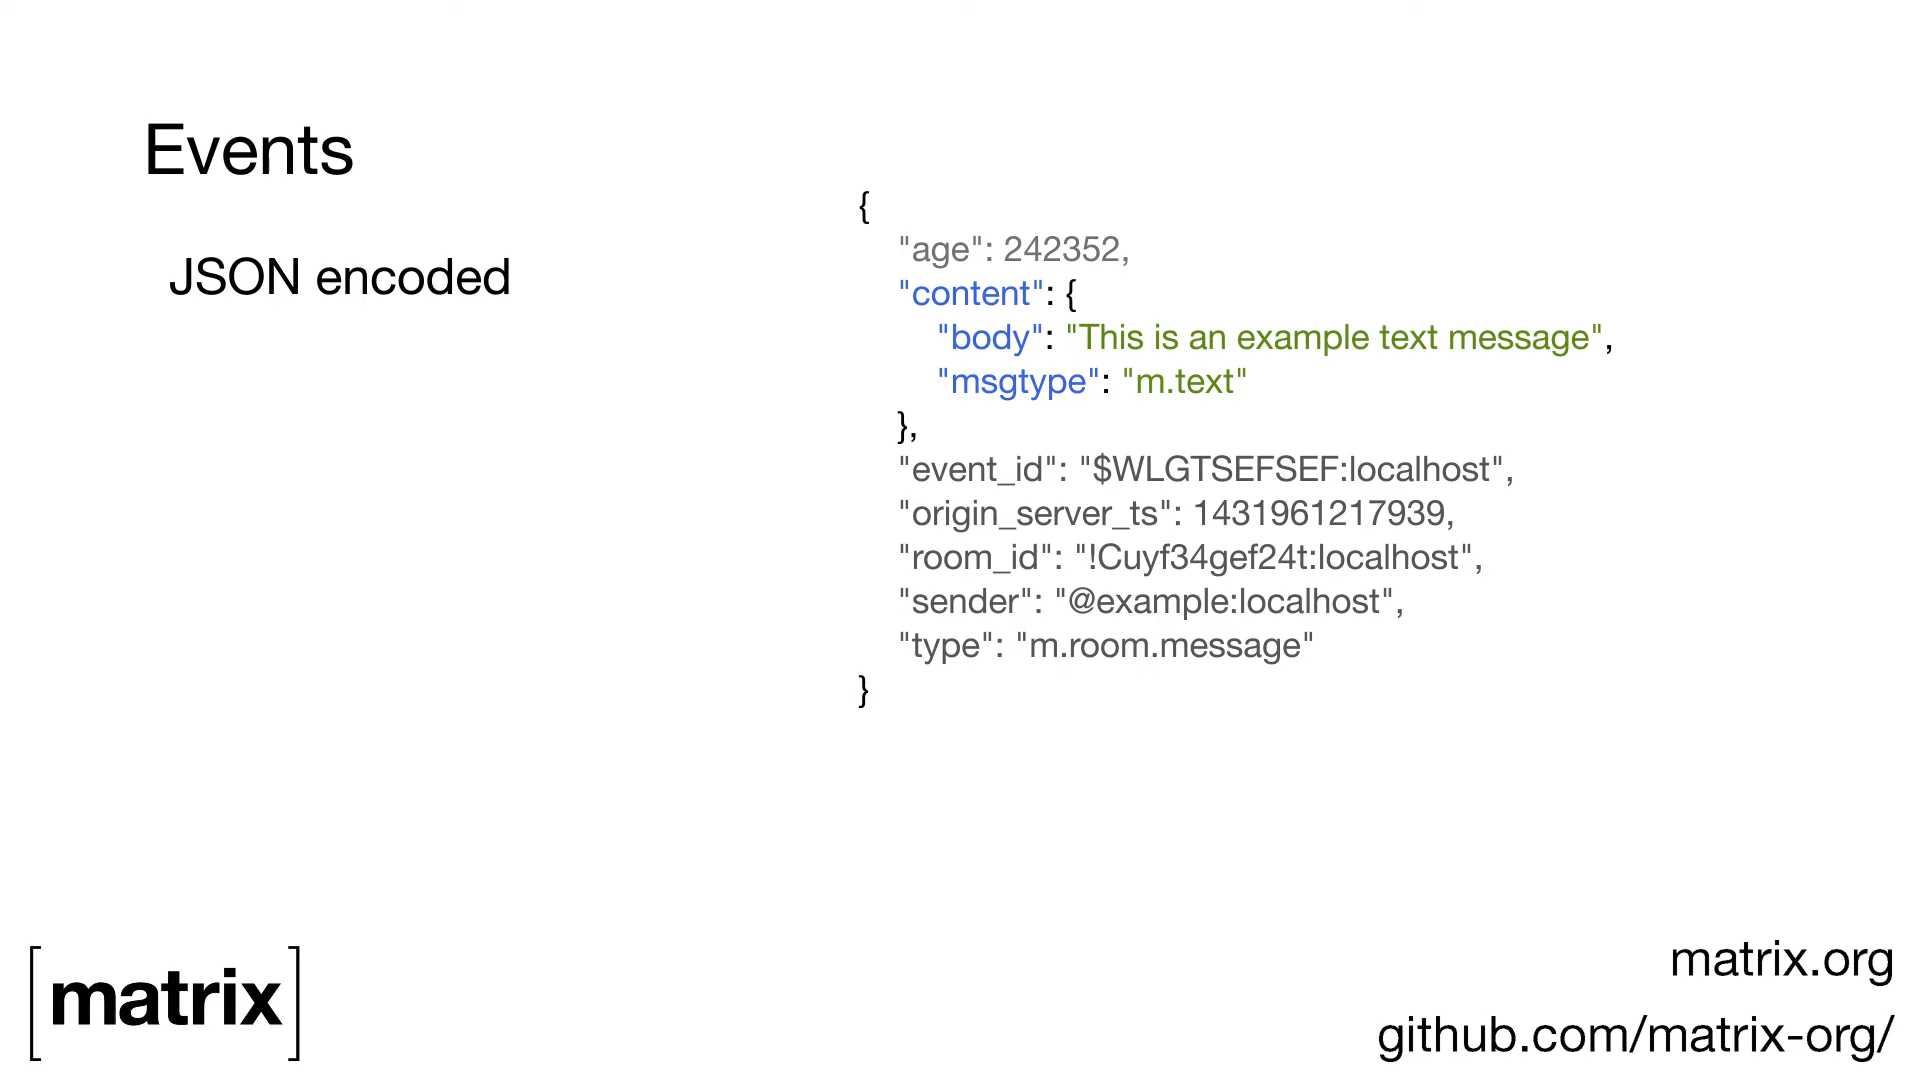 Events
JSON encoded
{
"age": 242352,
"content": {
"body": "This is an example text message",
"msgtype": "m.text"
},
"event_id": "$WLGTSEFSEF:localhost",
"origin_server_ts": 1431961217939,
"room_id": "!Cuyf34gef24t:localhost",
"sender": "@example:localhost",
"type": "m.room.message"
}
[matrix]
matrix.org
github.com/matrix-org/